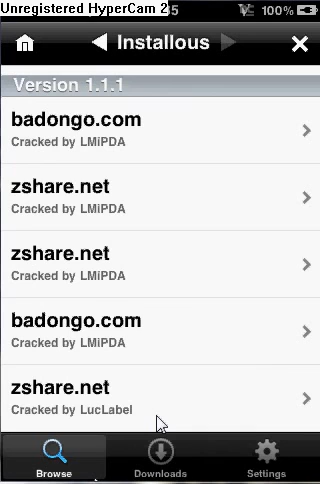 Unregistered HyperCam 2
100%
Installous
Version 1.1.1
badongo.com
Cracked by LMiPDA
zshare.net
Cracked by LMiPDA
zshare.net
Cracked by LMiPDA
badongo.com
Cracked by LMiPDA
zshare.net
Cracked by LucLabel
Browse
Downloads
Settings